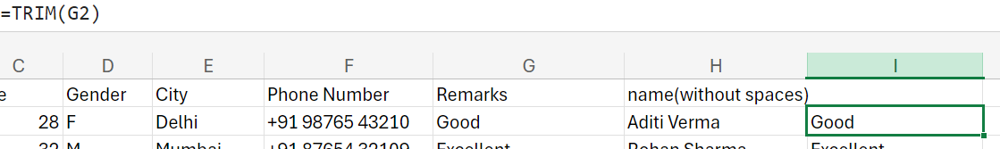 =TRIM(G2)
C D E F G H I
e Gender City Phone Number Remarks name(without spaces)
28 F Delhi +91 98765 43210 Good Aditi Verma Good
32 M Mumbai +91 87654 32109 Excellent Rohan Sharma Excellent